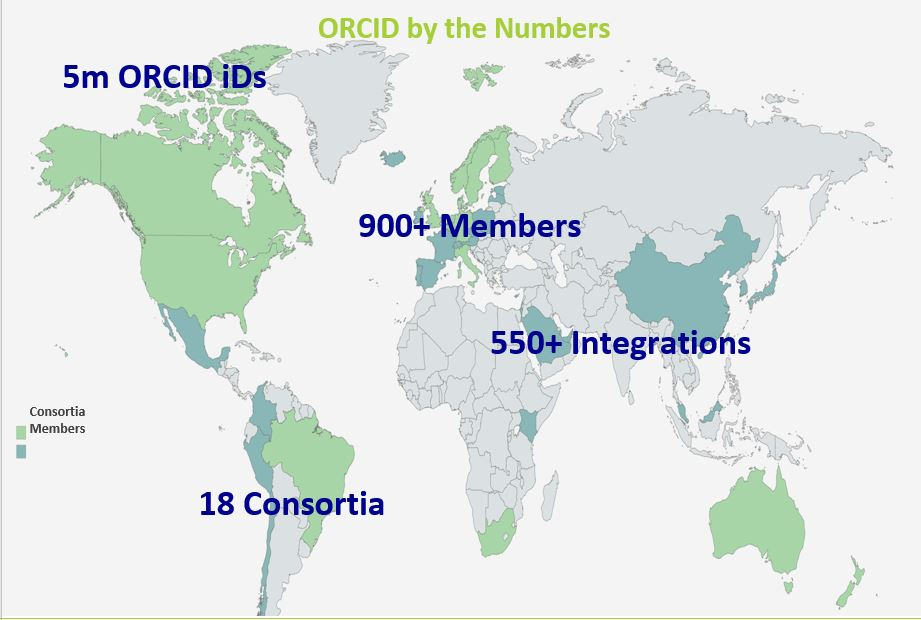 ORCID by the Numbers
5m ORCID iDs
900+ Members
550+ Integrations
Consortia
Members
18 Consortia